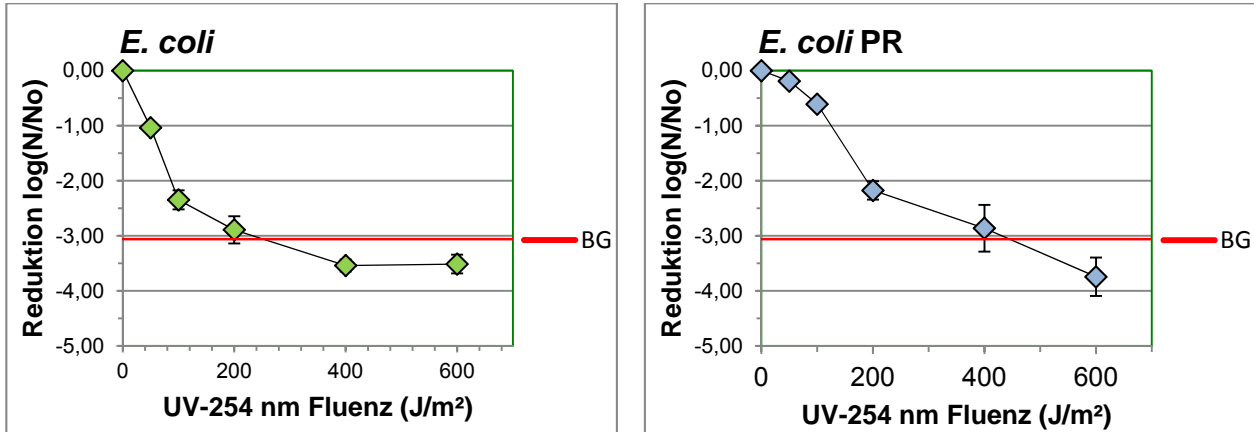 E. coli
0,00
-1,00
-2,00
-3,00
-4,00
-5,00
Reduktion log(N/No)
BG
0 200 400 600
UV-254 nm Fluenz (J/m²)
E. coli PR
0,00
-1,00
-2,00
-3,00
-4,00
-5,00
Reduktion log(N/No)
BG
0 200 400 600
UV-254 nm Fluenz (J/m²)